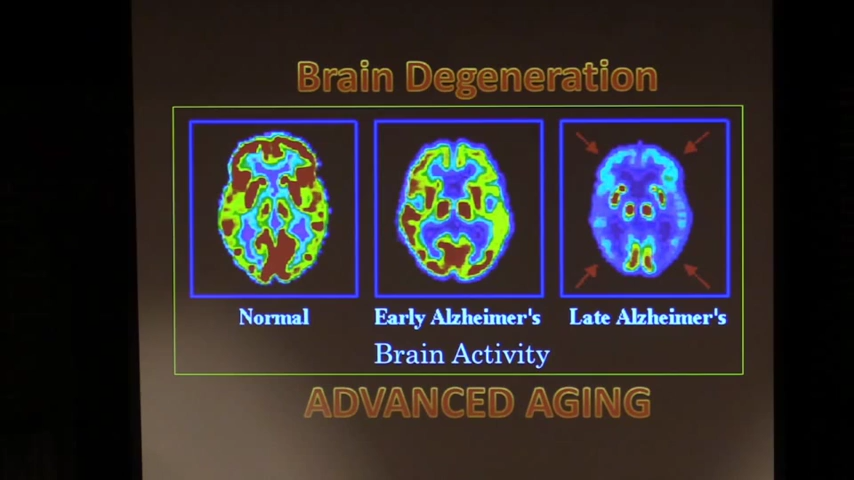 Brain Degeneration
Normal
Early Alzheimer's
Late Alzheimer's
Brain Activity
ADVANCED AGING